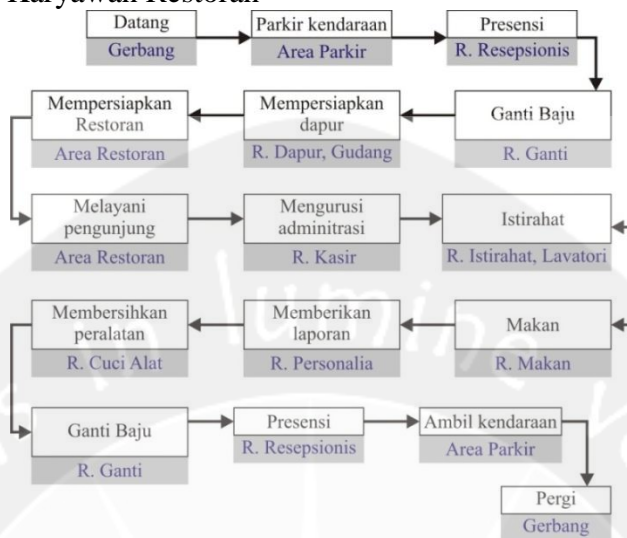 Karyawan Restoran
Datang
Gerbang
Parkir kendaraan
Area Parkir
Presensi
R. Resepsionis
Ganti Baju
R. Ganti
Mempersiapkan
dapur
R. Dapur, Gudang
Mempersiapkan
Restoran
Area Restoran
Melayani
pengunjung
Area Restoran
Mengurusi
adminitrasi
R. Kasir
Istirahat
R. Istirahat, Lavatori
Makan
R. Makan
Memberikan
laporan
R. Personalia
Membersihkan
peralatan
R. Cuci Alat
Ganti Baju
R. Ganti
Presensi
R. Resepsionis
Ambil kendaraan
Area Parkir
Pergi
Gerbang
in lumine